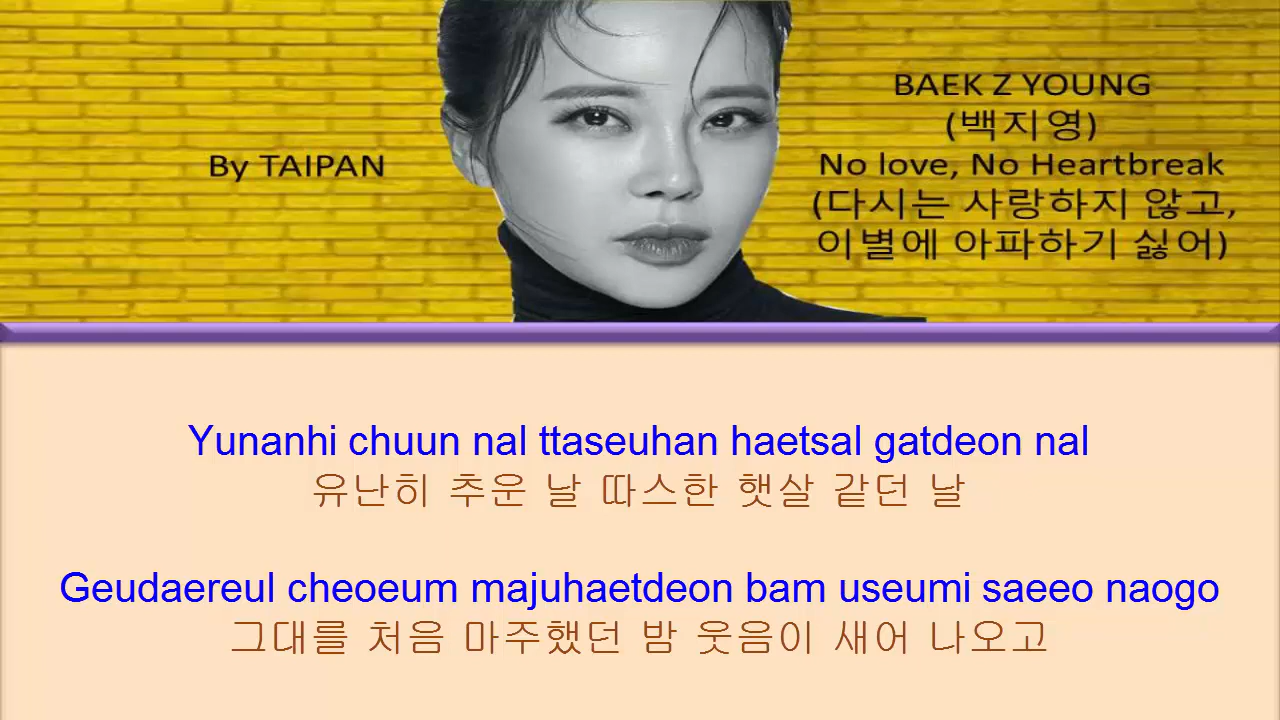 By TAIPAN
BAEK Z YOUNG
(백지영)
No love, No Heartbreak
(다시는 사랑하지 않고,
이별에 아파하기 싫어)
Yunanhi chuun nal ttaseuhan haetsal gatdeon nal
유난히 추운 날 따스한 햇살 같던 날
Geudaereul cheoeum majuhaetdeon bam useumi saeeo naogo
그대를 처음 마주했던 밤 웃음이 새어 나오고